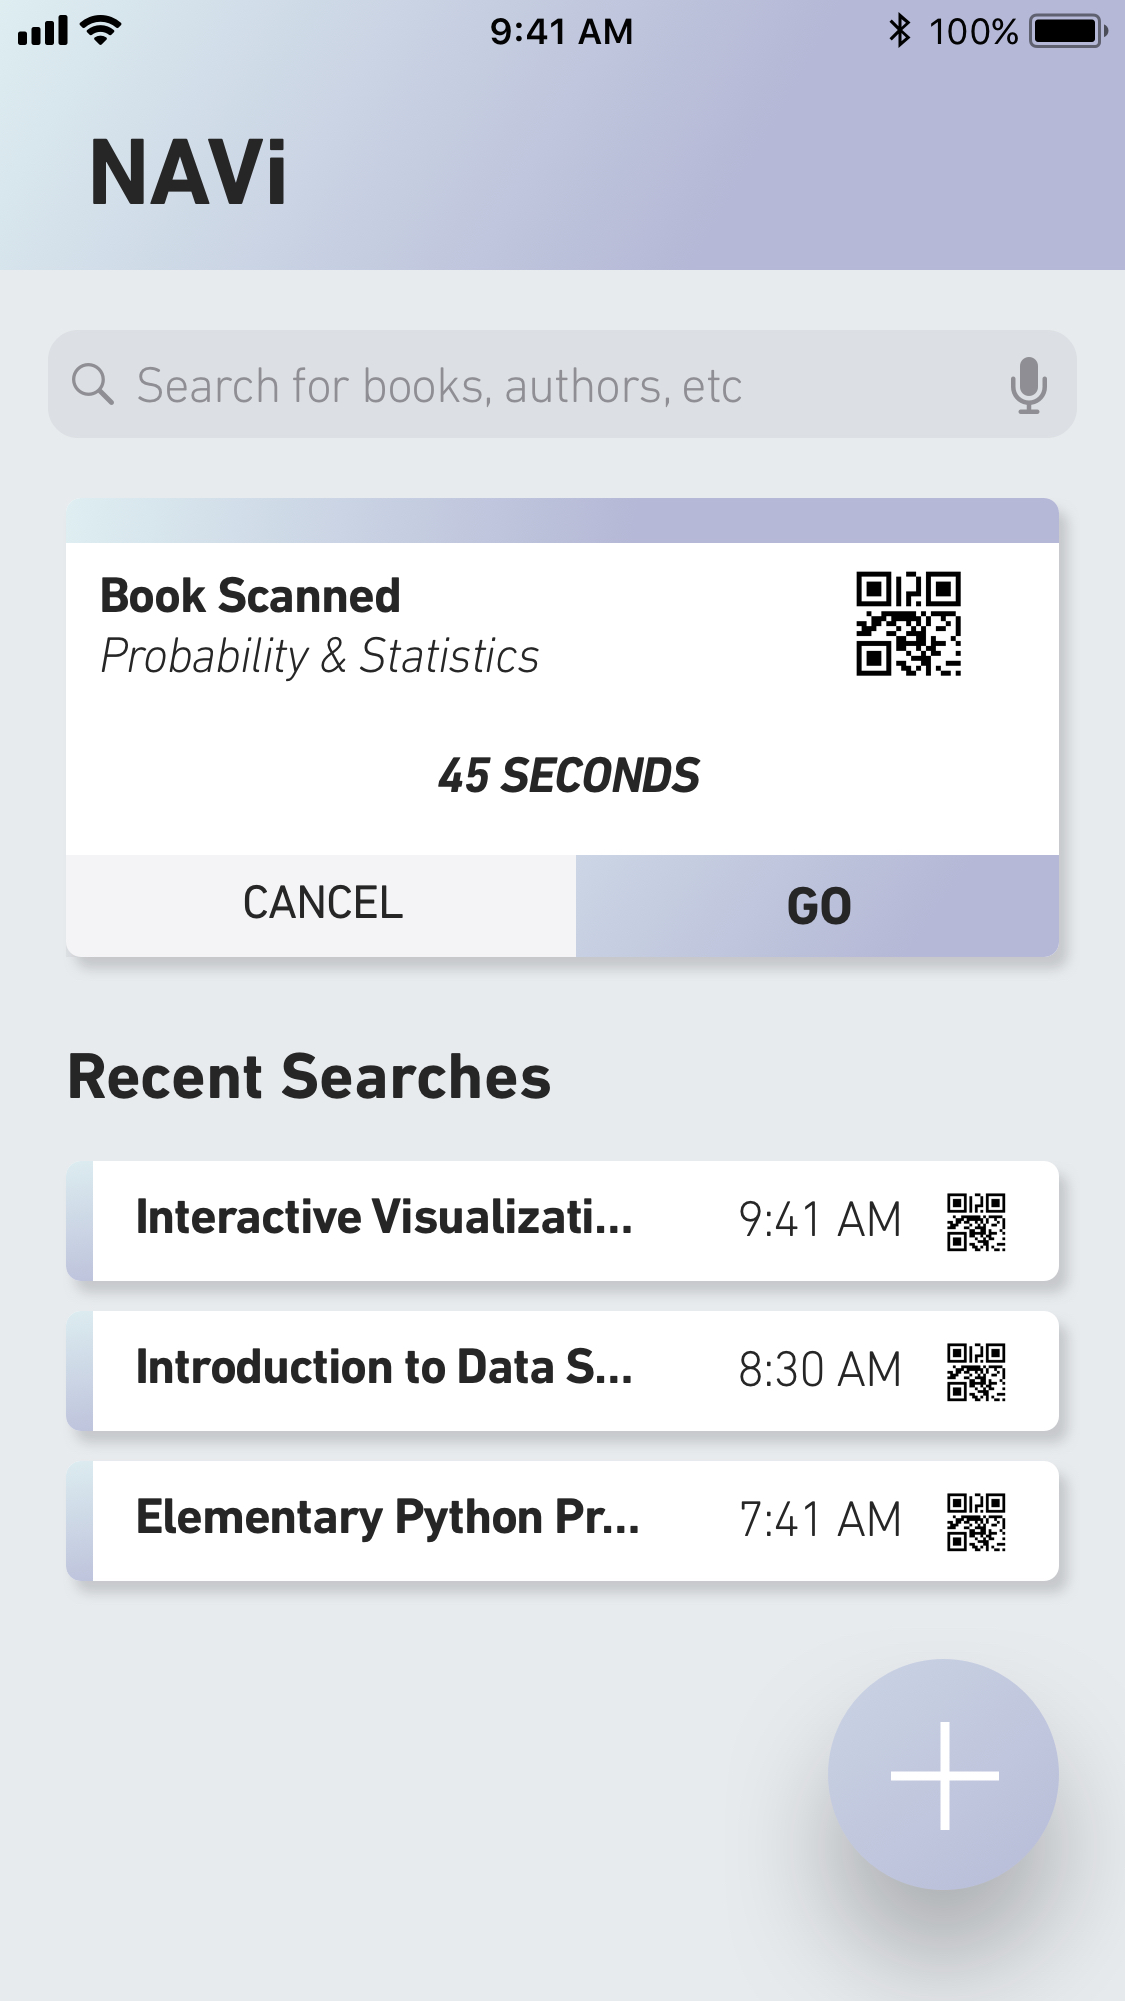 9:41 AM
100%
NAVi
Search for books, authors, etc
Book Scanned
Probability & Statistics
45 SECONDS
CANCEL
GO
Recent Searches
Interactive Visualizati...
9:41 AM
Introduction to Data S...
8:30 AM
Elementary Python Pr...
7:41 AM